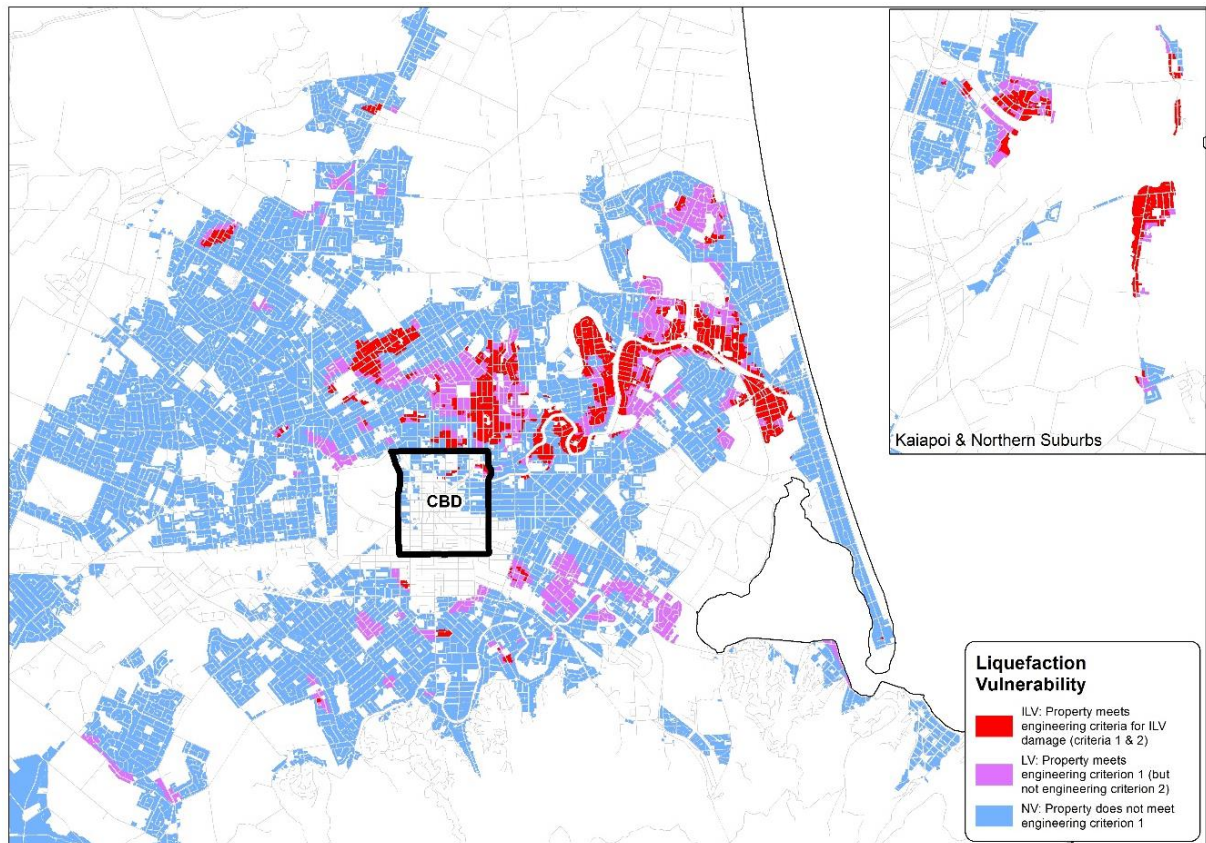 Kaiapoi & Northern Suburbs
CBD
Liquefaction
Vulnerability
ILV: Property meets
engineering criteria for ILV
damage (criteria 1 & 2)
LV: Property meets
engineering criterion 1 (but
not engineering criterion 2)
NV: Property does not meet
engineering criterion 1